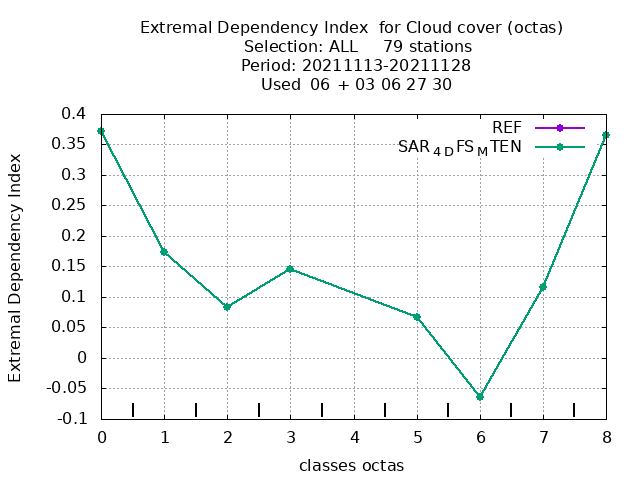 Extremal Dependency Index  for Cloud cover (octas)
Selection: ALL     79 stations
Period: 20211113-20211128
Used  06  + 03 06 27 30
REF
SAR4DFSMTEN
Extremal Dependency Index
0.4
0.35
0.3
0.25
0.2
0.15
0.1
0.05
0
-0.05
-0.1
0 1 2 3 4 5 6 7 8
classes octas